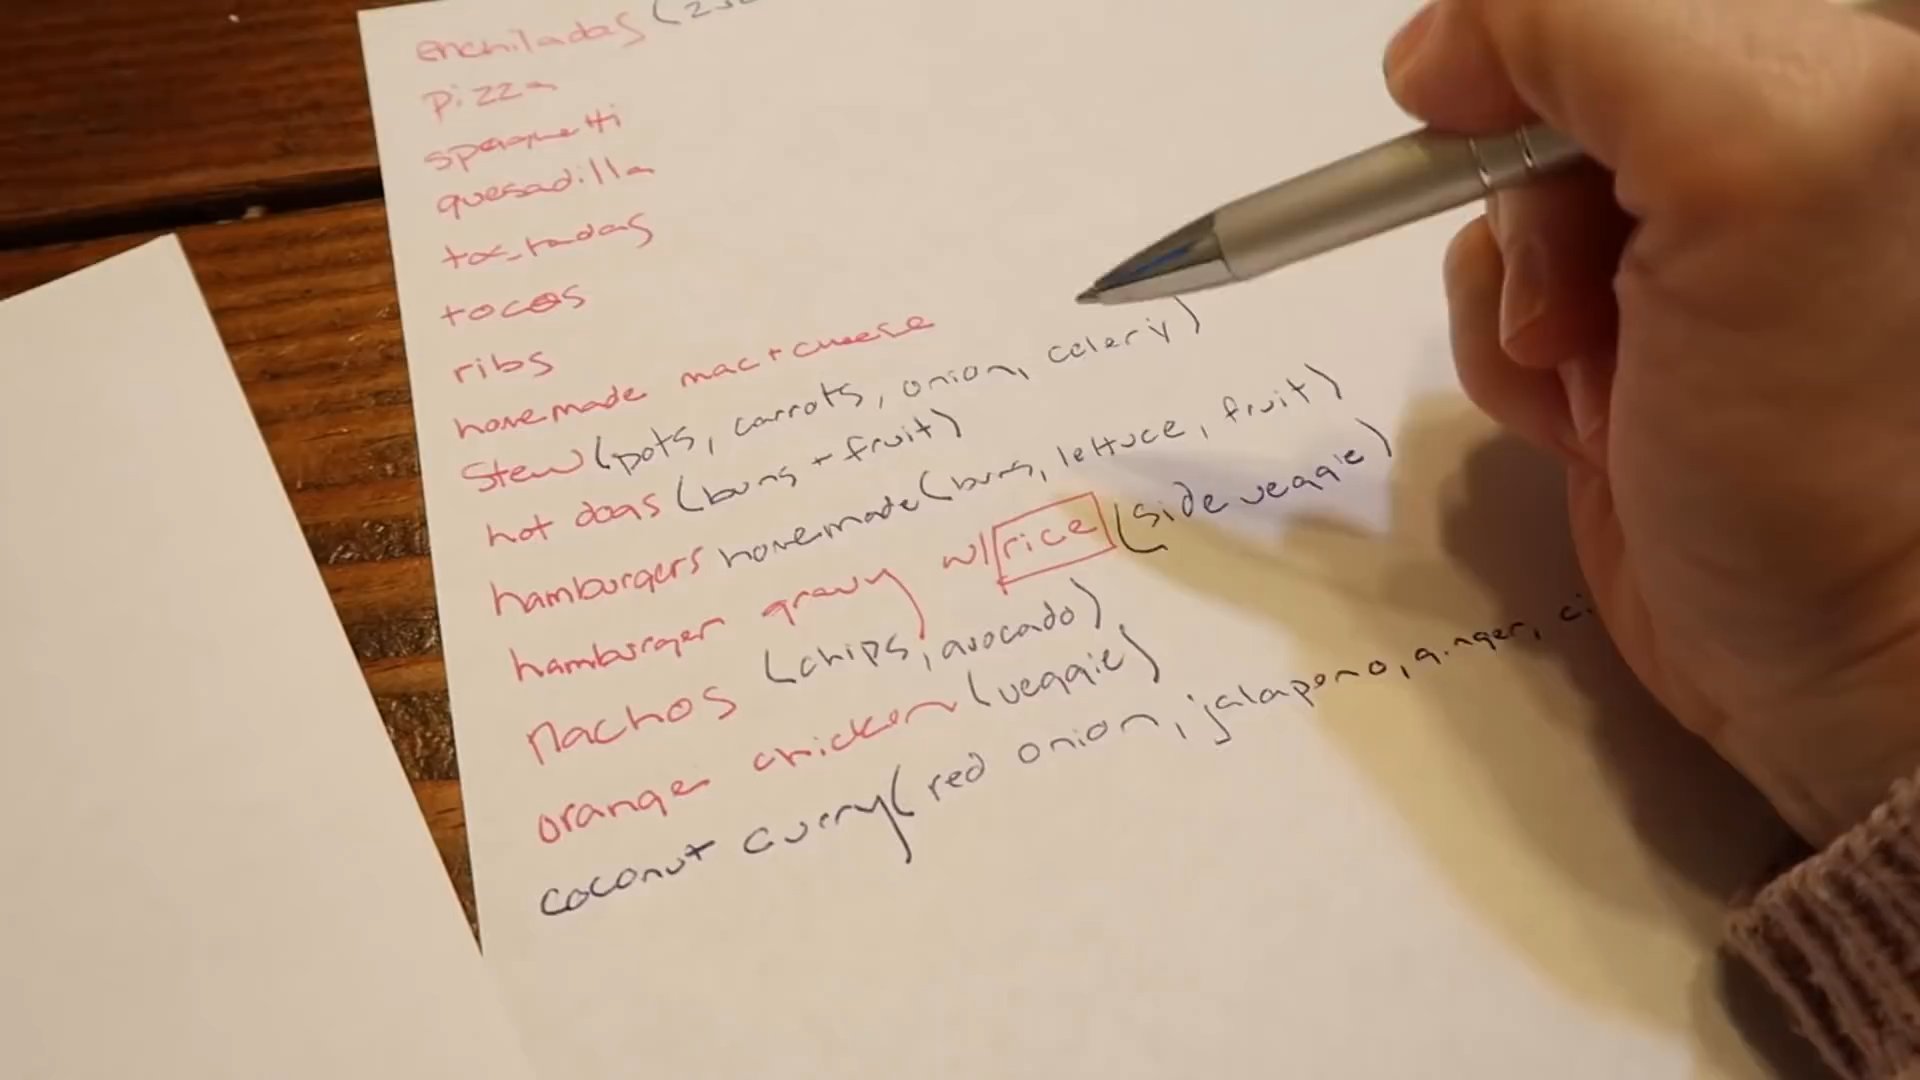 enchiladas (
pizza
spaghetti
quesadilla
tostadas
tacos
ribs
homemade mac + cheese
Stew (pots, carrots, onion, celery)
hot dogs (buns + fruit)
hamburgers homemade (buns, lettuce, fruit)
hamburger gravy w/ rice (side veggie)
nachos (chips, avocado)
orange chicken (veggie)
coconut curry (red onion, jalapeno, ginger,